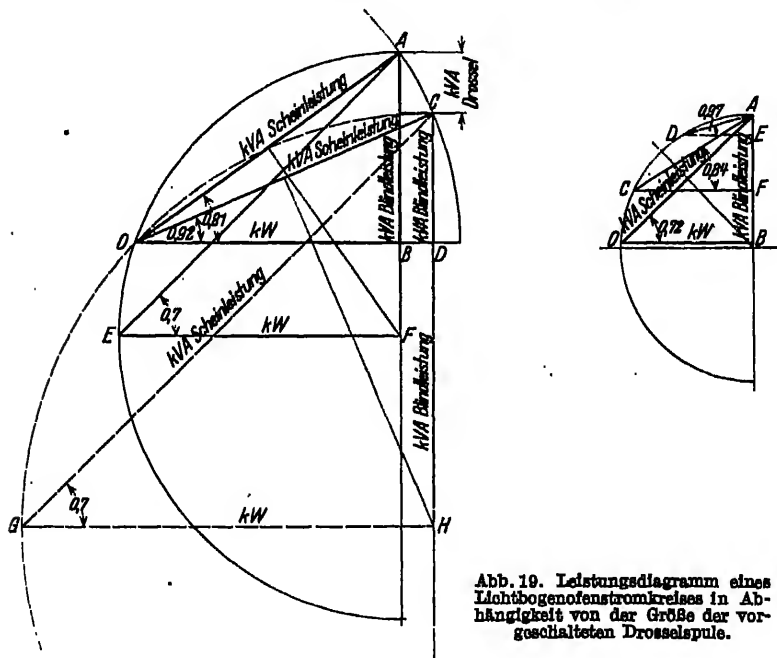 A
kVA Drossel
C
kVA Scheinleistung
kVA Scheinleistung
kVA Blindleistung
kVA Blindleistung
0,81
0,92
O
kW
B
D
0,7
E
kW
F
kVA Scheinleistung
kVA Blindleistung
0,7
G
kW
H
A
0,97
D
E
kVA Scheinleistung
0,84
C
F
kVA Blindleistung
0,72
kW
O
B
Abb. 19. Leistungsdiagramm eines
Lichtbogenofenstromkreises in Ab-
hängigkeit von der Größe der vor-
geschalteten Drosselspule.